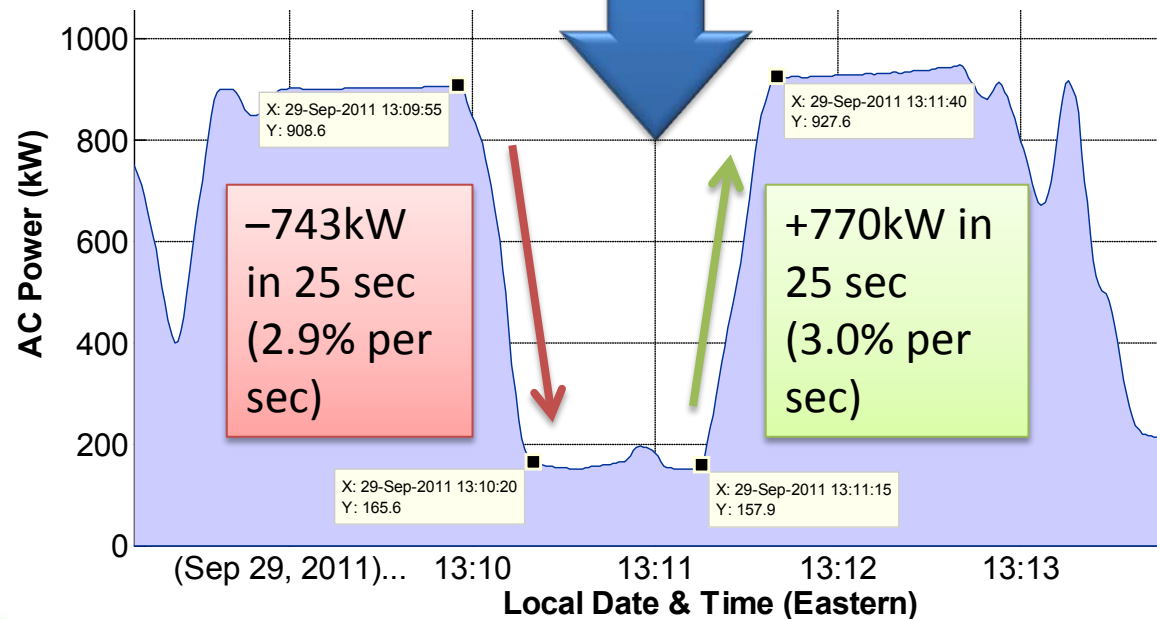 1000
800
600
400
200
0
AC Power (kW)
X: 29-Sep-2011 13:09:55
Y: 908.6
X: 29-Sep-2011 13:11:40
Y: 927.6
–743kW
in 25 sec
(2.9% per
sec)
+770kW in
25 sec
(3.0% per
sec)
X: 29-Sep-2011 13:10:20
Y: 165.6
X: 29-Sep-2011 13:11:15
Y: 157.9
(Sep 29, 2011)... 13:10 13:11 13:12 13:13
Local Date & Time (Eastern)